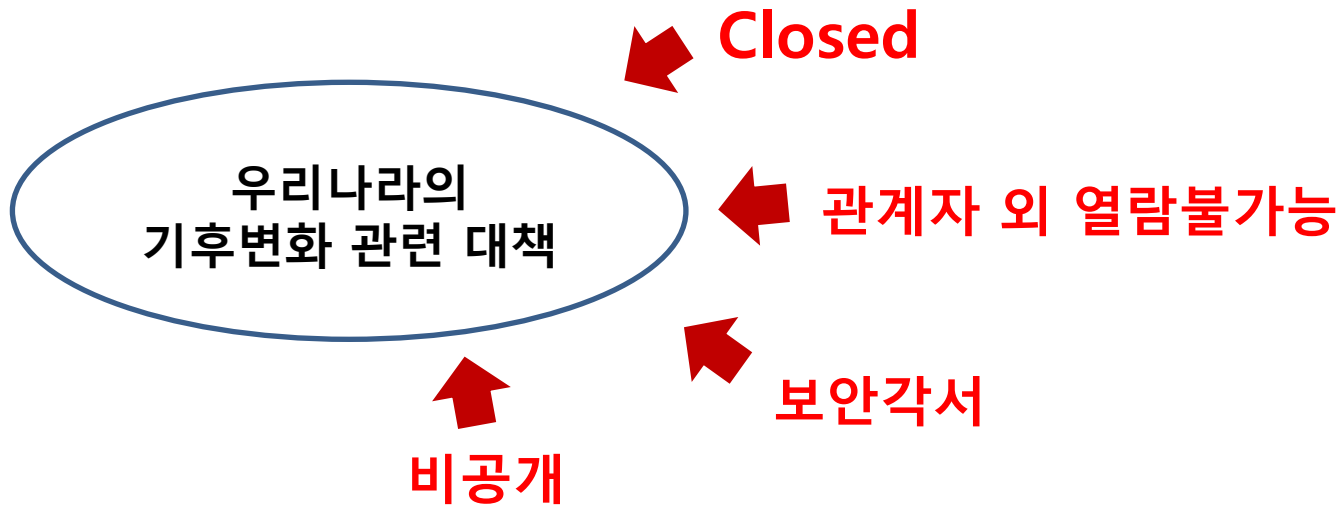 Closed
우리나라의
기후변화 관련 대책
관계자 외 열람불가능
보안각서
비공개